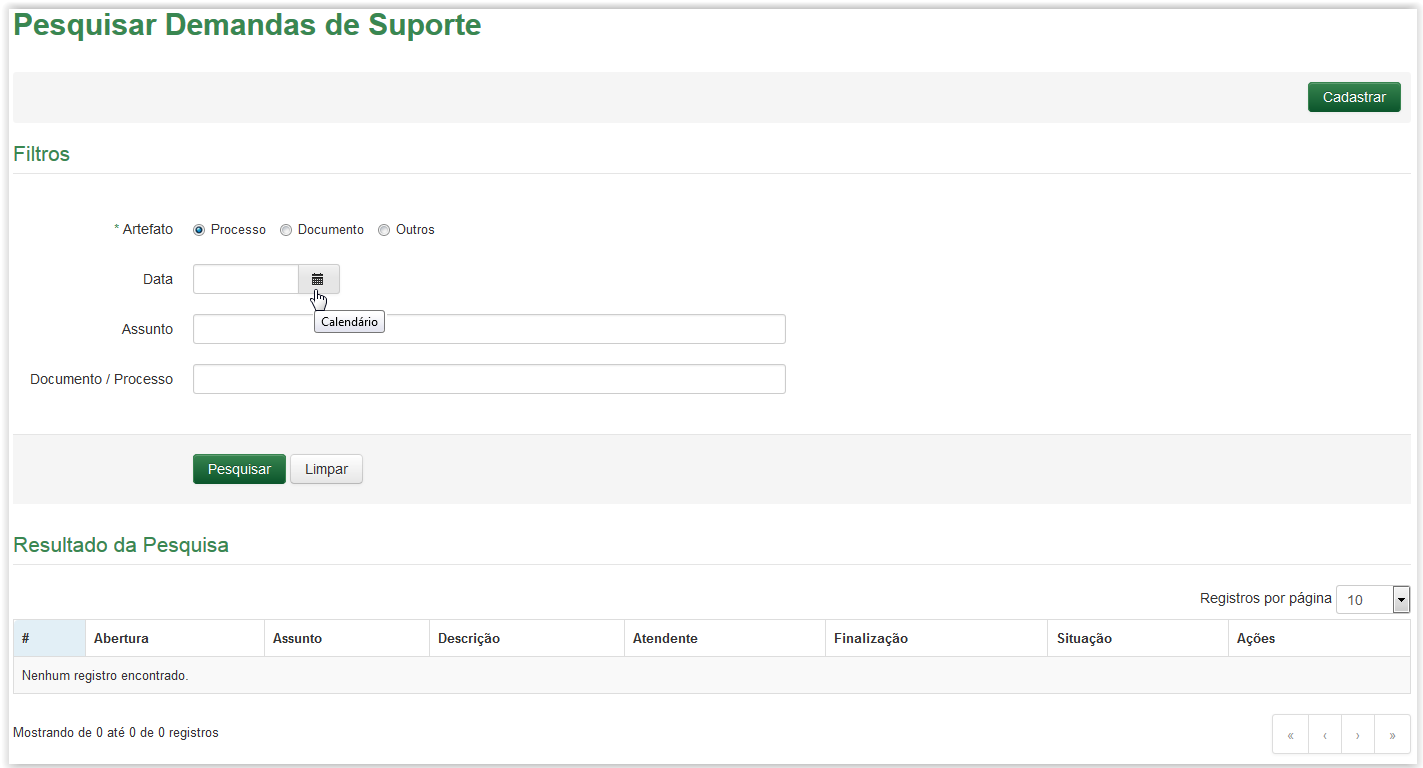 Pesquisar Demandas de Suporte
Cadastrar
Filtros
* Artefato Processo Documento Outros
Data
Calendário
Assunto
Documento / Processo
Pesquisar Limpar
Resultado da Pesquisa
Registros por página 10
# Abertura Assunto Descrição Atendente Finalização Situação Ações
Nenhum registro encontrado.
Mostrando de 0 até 0 de 0 registros
« ‹ › »